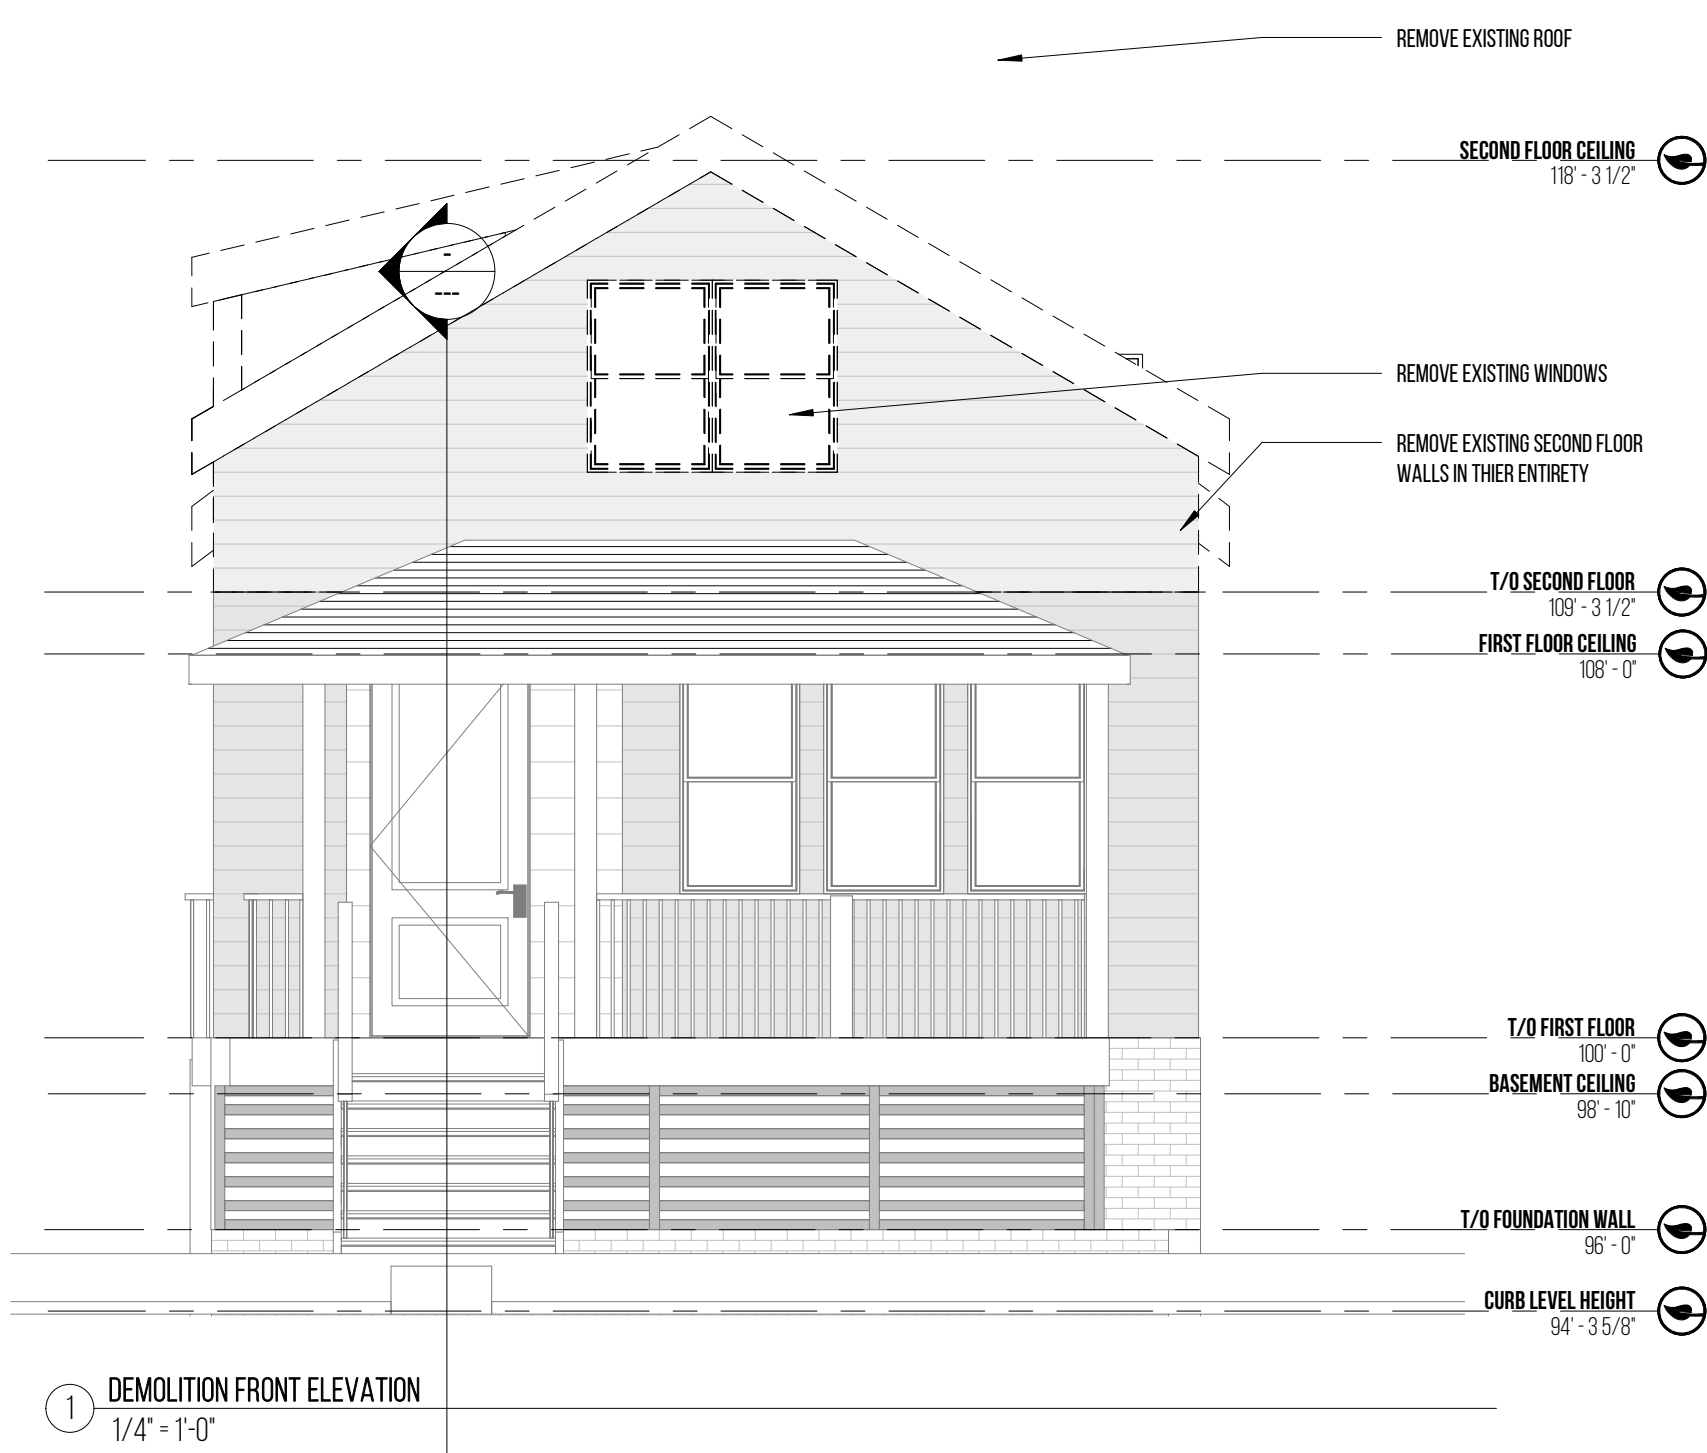 REMOVE EXISTING ROOF
SECOND FLOOR CEILING
118' - 3 1/2"
-
---
REMOVE EXISTING WINDOWS
REMOVE EXISTING SECOND FLOOR
WALLS IN THIER ENTIRETY
T/O SECOND FLOOR
109' - 3 1/2"
FIRST FLOOR CEILING
108' - 0"
T/O FIRST FLOOR
100' - 0"
BASEMENT CEILING
98' - 10"
T/O FOUNDATION WALL
96' - 0"
CURB LEVEL HEIGHT
94' - 3 5/8"
1
DEMOLITION FRONT ELEVATION
1/4" = 1'-0"